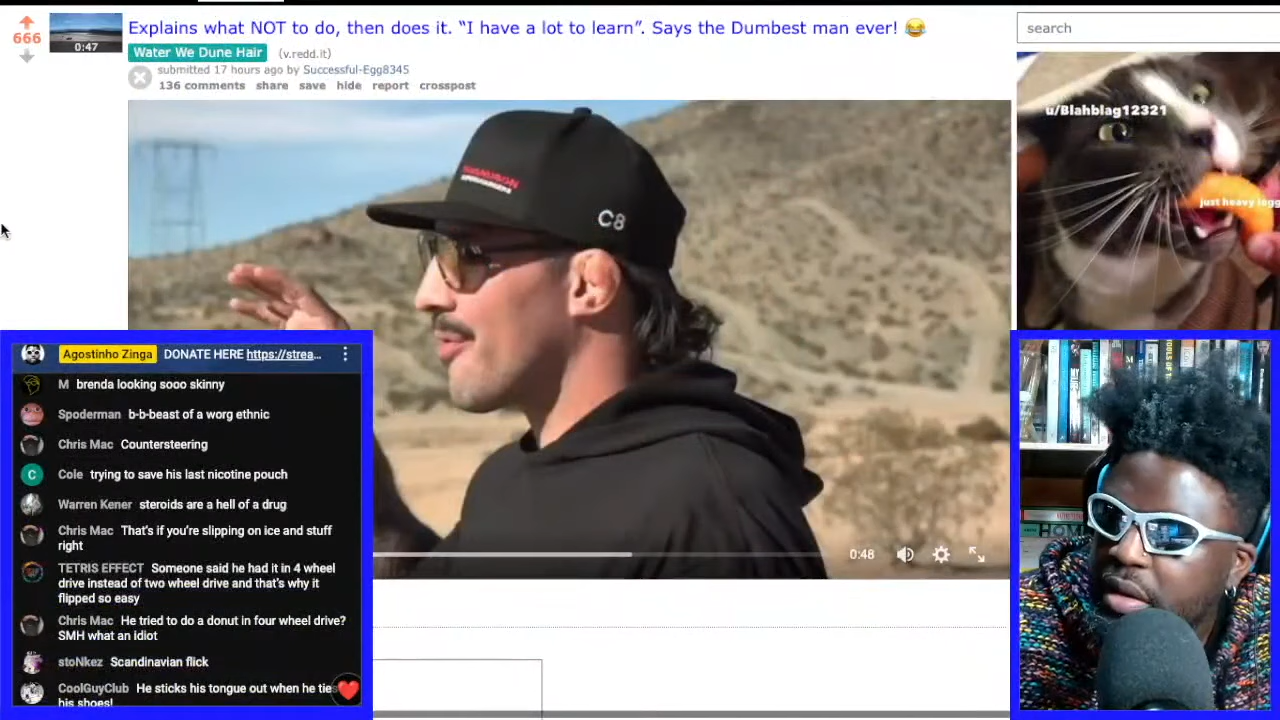 666
0:47
Explains what NOT to do, then does it. “I have a lot to learn”. Says the Dumbest man ever! 😂
Water We Dune Hair (v.redd.it)
submitted 17 hours ago by Successful-Egg8345
136 comments share save hide report crosspost
search
u/Blahblag12321
just heavy legg
C8
0:48
Agostinho Zinga DONATE HERE https://strea...
M brenda looking sooo skinny
Spoderman b-b-beast of a worg ethnic
Chris Mac Countersteering
C Cole trying to save his last nicotine pouch
Warren Kener steroids are a hell of a drug
Chris Mac That's if you're slipping on ice and stuff
right
TETRIS EFFECT Someone said he had it in 4 wheel
drive instead of two wheel drive and that's why it
flipped so easy
Chris Mac He tried to do a donut in four wheel drive?
SMH what an idiot
stoNkez Scandinavian flick
CoolGuyClub He sticks his tongue out when he ties
his shoes!